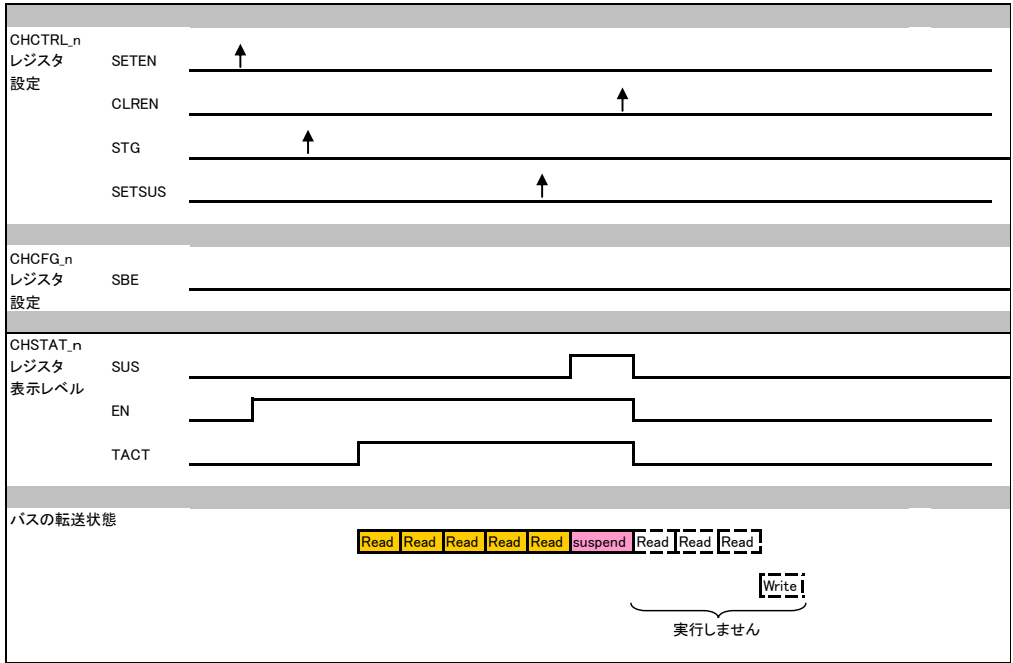 CHCTRL_n
レジスタ
設定
SETEN
CLREN
STG
SETSUS
CHCFG_n
レジスタ
設定
SBE
CHSTAT_n
レジスタ
表示レベル
SUS
EN
TACT
バスの転送状態
Read Read Read Read Read suspend Read Read Read
Write
実行しません